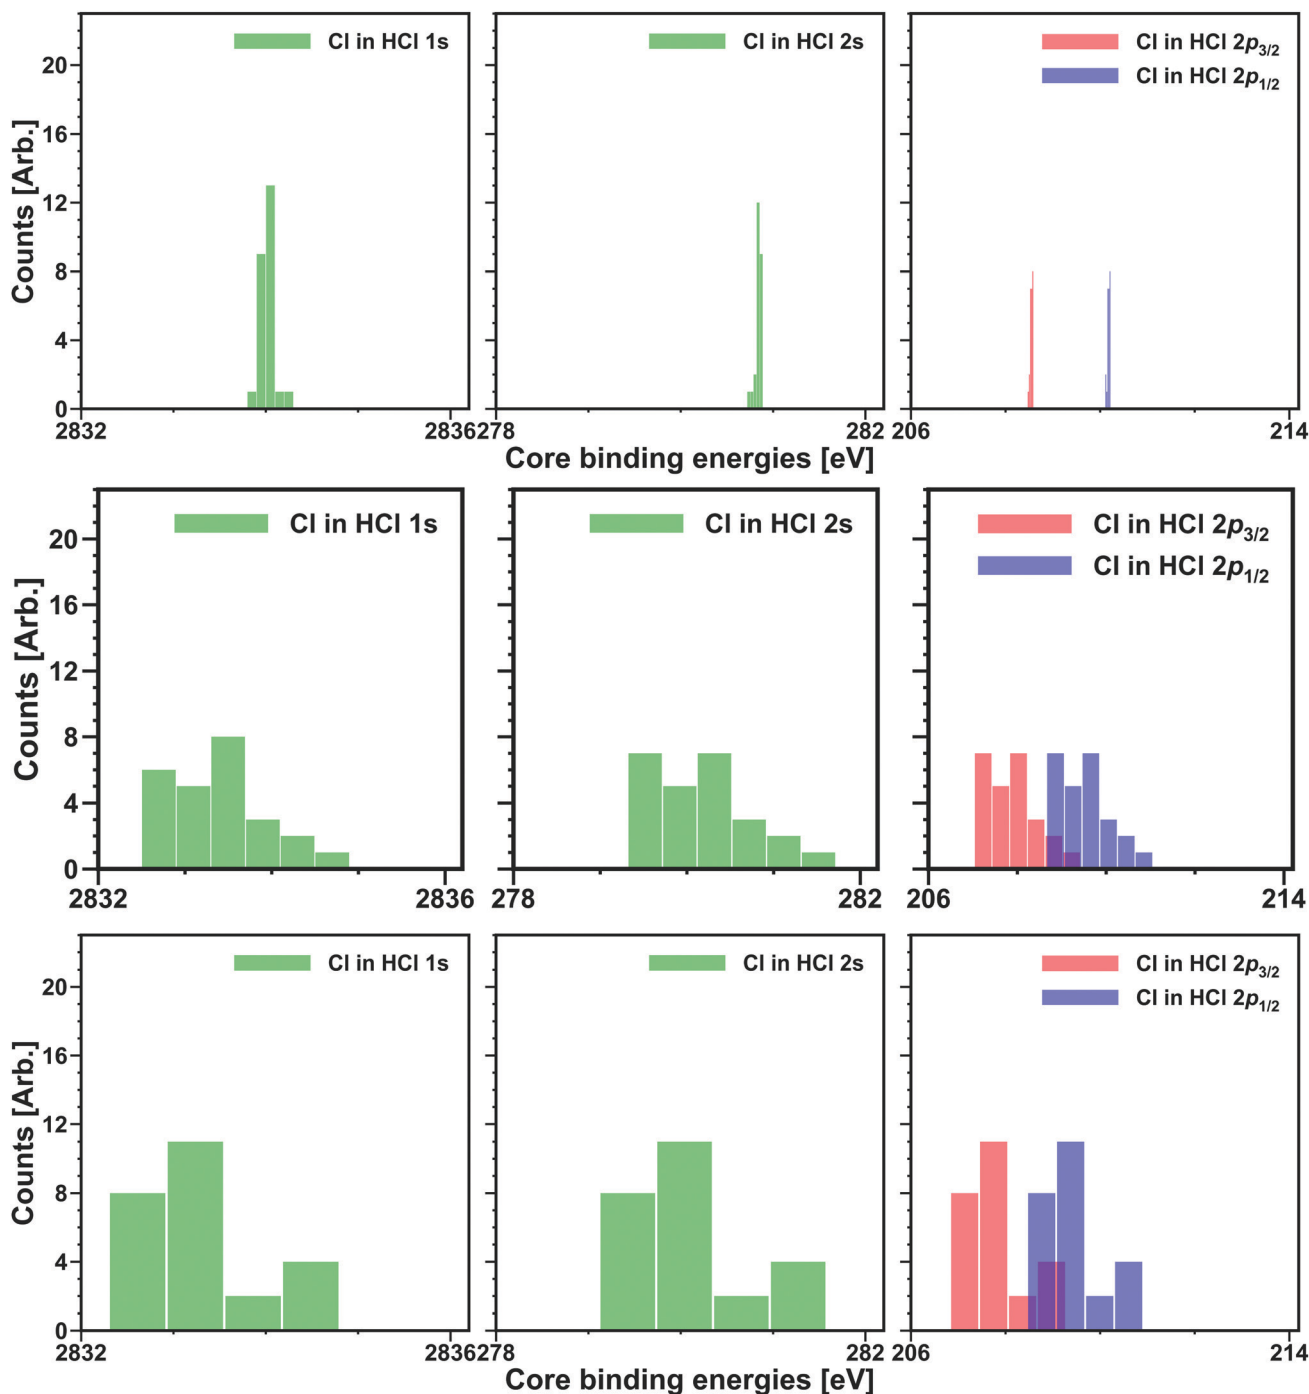 Cl in HCl 1s
Cl in HCl 2s
Cl in HCl 2p3/2
Cl in HCl 2p1/2
Counts [Arb.]
20
16
12
8
4
0
2832
2836
278
282
206
214
Core binding energies [eV]
Cl in HCl 1s
Cl in HCl 2s
Cl in HCl 2p3/2
Cl in HCl 2p1/2
Counts [Arb.]
20
16
12
8
4
0
2832
2836
278
282
206
214
Cl in HCl 1s
Cl in HCl 2s
Cl in HCl 2p3/2
Cl in HCl 2p1/2
Counts [Arb.]
20
16
12
8
4
0
2832
2836
278
282
206
214
Core binding energies [eV]